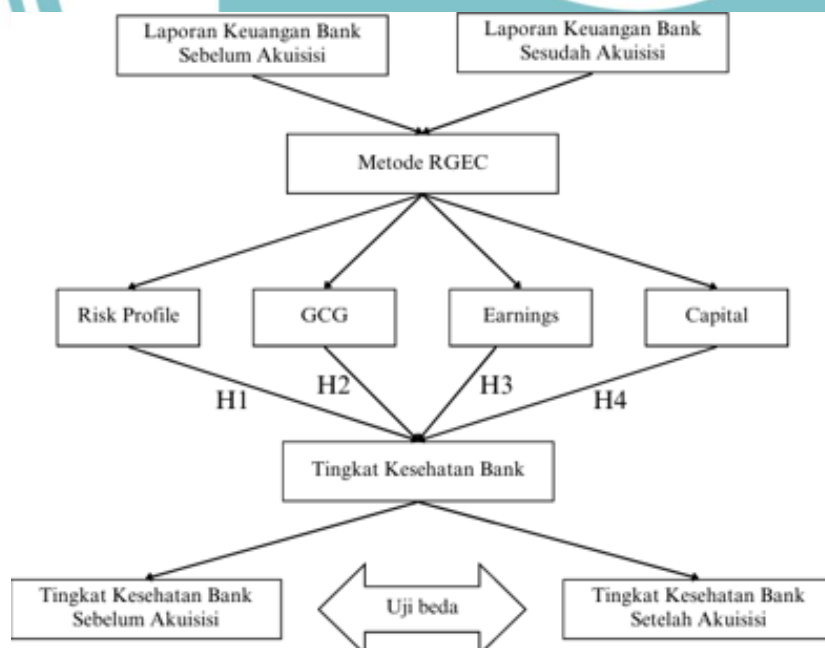 Laporan Keuangan Bank
Sebelum Akuisisi
Laporan Keuangan Bank
Sesudah Akuisisi
Metode RGEC
Risk Profile
GCG
Earnings
Capital
H1
H2
H3
H4
Tingkat Kesehatan Bank
Tingkat Kesehatan Bank
Sebelum Akuisisi
Uji beda
Tingkat Kesehatan Bank
Setelah Akuisisi